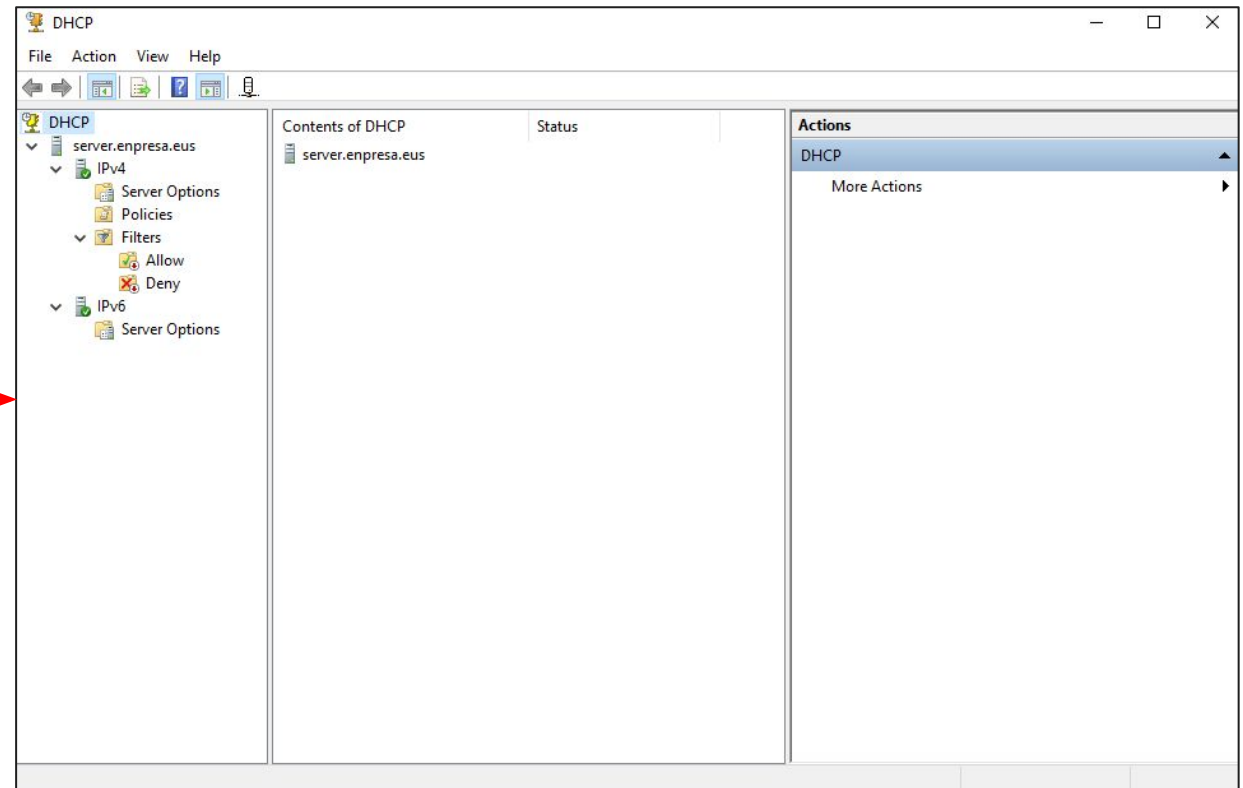 DHCP
File Action View Help
DHCP
server.enpresa.eus
IPv4
Server Options
Policies
Filters
Allow
Deny
IPv6
Server Options
Contents of DHCP Status
server.enpresa.eus
Actions
DHCP
More Actions